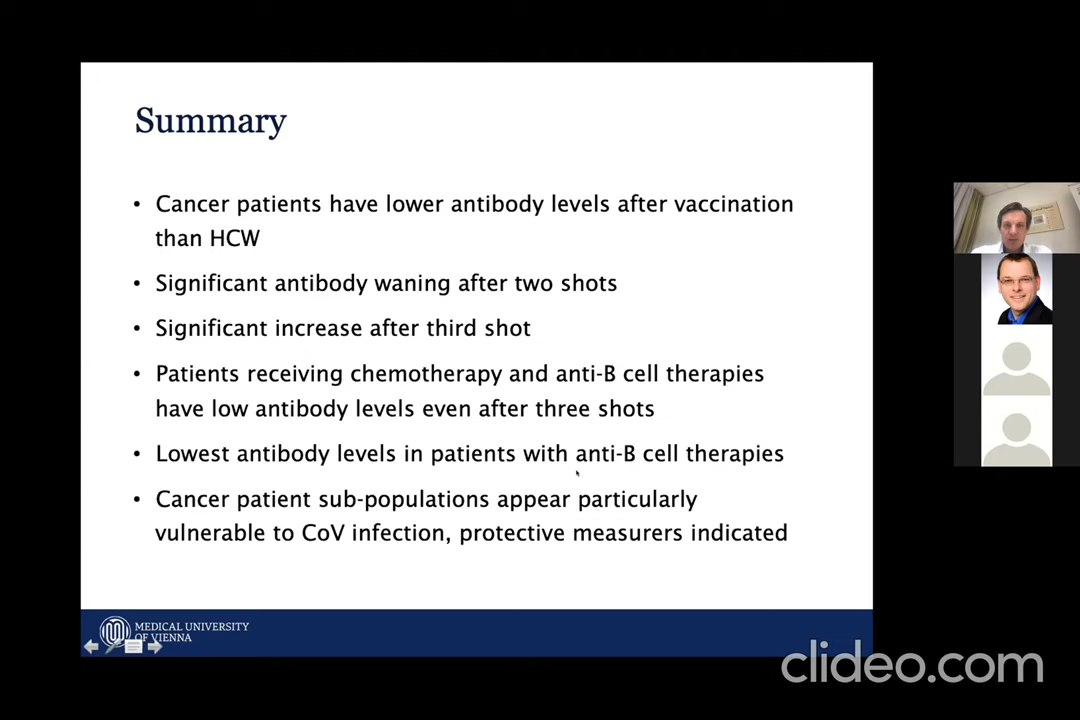 Summary
• Cancer patients have lower antibody levels after vaccination
than HCW
• Significant antibody waning after two shots
• Significant increase after third shot
• Patients receiving chemotherapy and anti-B cell therapies
have low antibody levels even after three shots
• Lowest antibody levels in patients with anti-B cell therapies
• Cancer patient sub-populations appear particularly
vulnerable to CoV infection, protective measurers indicated
MEDICAL UNIVERSITY
OF VIENNA
clideo.com